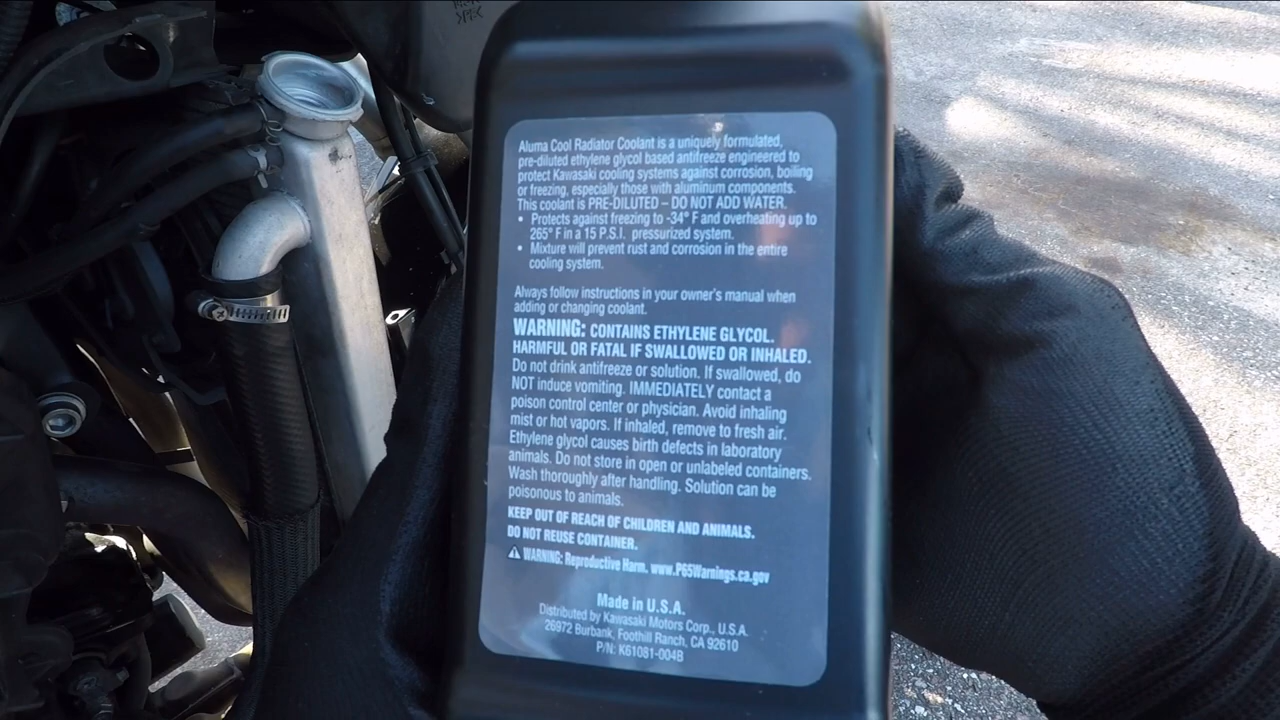 Aluma Cool Radiator Coolant is a uniquely formulated,
pre-diluted ethylene glycol based antifreeze engineered to
protect Kawasaki cooling systems against corrosion, boiling
or freezing, especially those with aluminum components.
This coolant is PRE-DILUTED – DO NOT ADD WATER.
• Protects against freezing to -34° F and overheating up to
265° F in a 15 P.S.I. pressurized system.
• Mixture will prevent rust and corrosion in the entire
cooling system.
Always follow instructions in your owner's manual when
adding or changing coolant.
WARNING: CONTAINS ETHYLENE GLYCOL.
HARMFUL OR FATAL IF SWALLOWED OR INHALED.
Do not drink antifreeze or solution. If swallowed, do
NOT induce vomiting. IMMEDIATELY contact a
poison control center or physician. Avoid inhaling
mist or hot vapors. If inhaled, remove to fresh air.
Ethylene glycol causes birth defects in laboratory
animals. Do not store in open or unlabeled containers.
Wash thoroughly after handling. Solution can be
poisonous to animals.
KEEP OUT OF REACH OF CHILDREN AND ANIMALS.
DO NOT REUSE CONTAINER.
⚠ WARNING: Reproductive Harm. www.P65Warnings.ca.gov
Made in U.S.A.
Distributed by Kawasaki Motors Corp., U.S.A.
26972 Burbank, Foothill Ranch, CA 92610
P/N: K61081-004B